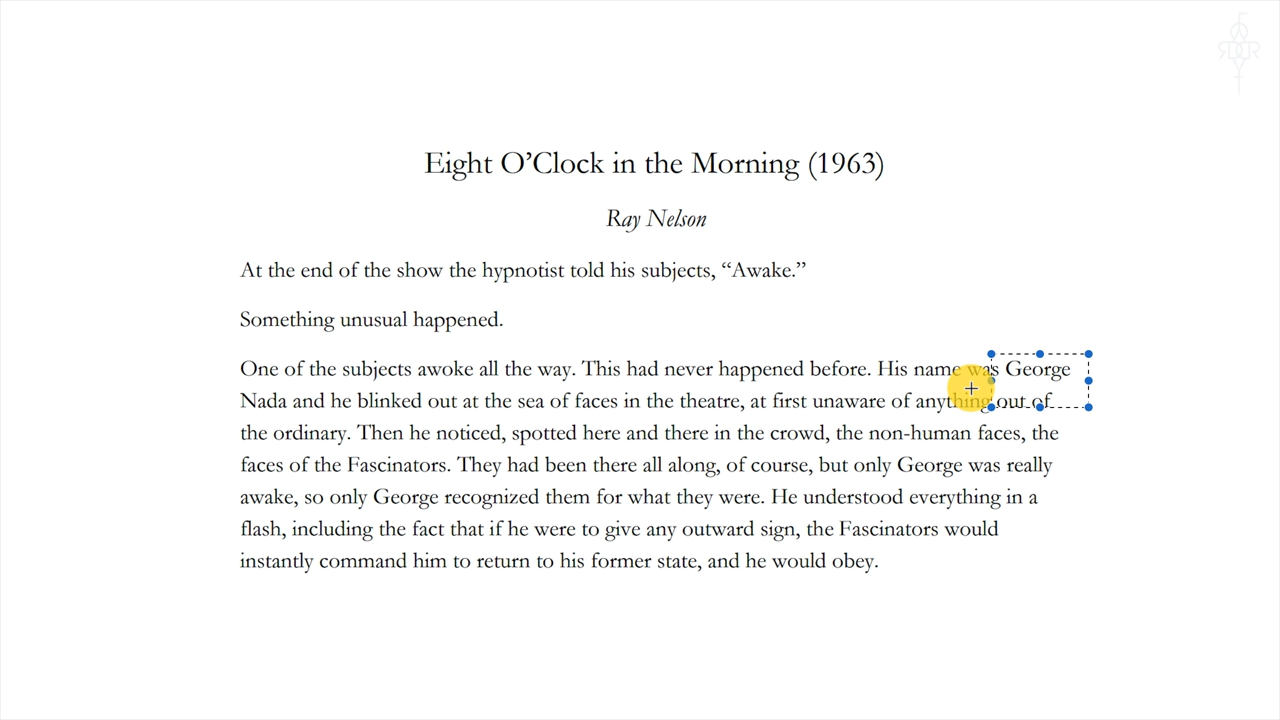 Eight O’Clock in the Morning (1963)
Ray Nelson
At the end of the show the hypnotist told his subjects, “Awake.”
Something unusual happened.
One of the subjects awoke all the way. This had never happened before. His name was George
Nada and he blinked out at the sea of faces in the theatre, at first unaware of anything out of
the ordinary. Then he noticed, spotted here and there in the crowd, the non-human faces, the
faces of the Fascinators. They had been there all along, of course, but only George was really
awake, so only George recognized them for what they were. He understood everything in a
flash, including the fact that if he were to give any outward sign, the Fascinators would
instantly command him to return to his former state, and he would obey.